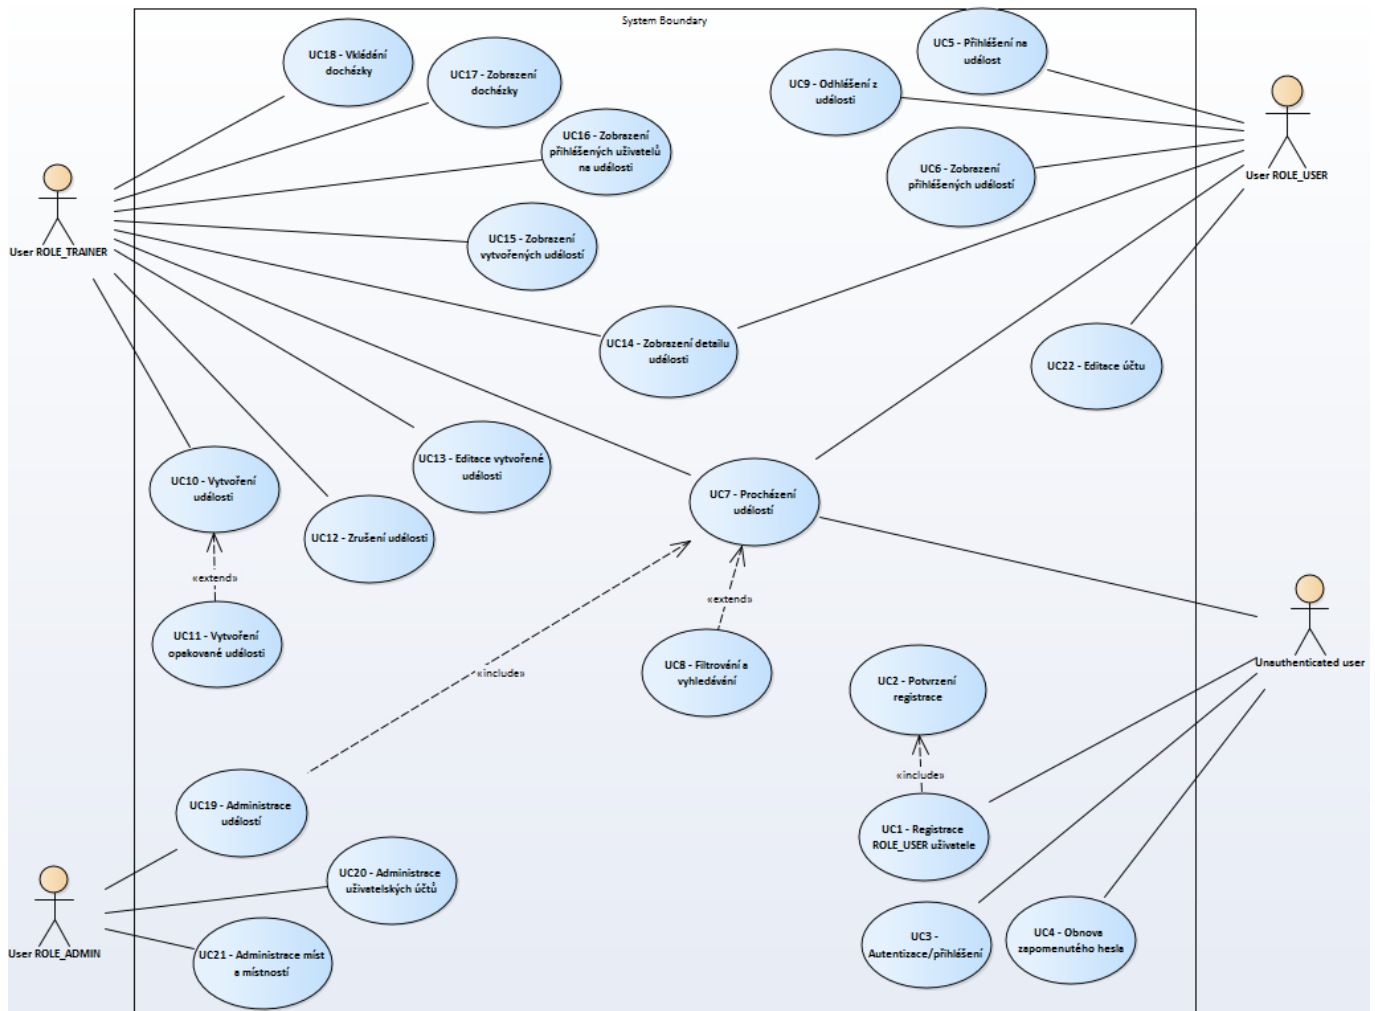 System Boundary
UC18 - Vkládání
docházky
UC17 - Zobrazení
docházky
UC16 - Zobrazení
přihlášených uživatelů
na události
UC15 - Zobrazení
vytvořených událostí
UC5 - Přihlášení na
událost
UC9 - Odhlášení z
události
UC6 - Zobrazení
přihlášených událostí
User ROLE_USER
User ROLE_TRAINER
UC14 - Zobrazení detailu
události
UC22 - Editace účtu
UC13 - Editace vytvořené
události
UC10 - Vytvoření
události
UC12 - Zrušení události
UC7 - Procházení
událostí
«extend»
«extend»
UC11 - Vytvoření
opakované události
«include»
UC8 - Filtrování a
vyhledávání
UC2 - Potvrzení
registrace
Unauthenticated user
«include»
UC19 - Administrace
událostí
UC1 - Registrace
ROLE_USER uživatele
UC20 - Administrace
uživatelských účtů
User ROLE_ADMIN
UC21 - Administrace míst
a místností
UC3 -
Autentizace/přihlášení
UC4 - Obnova
zapomenutého hesla